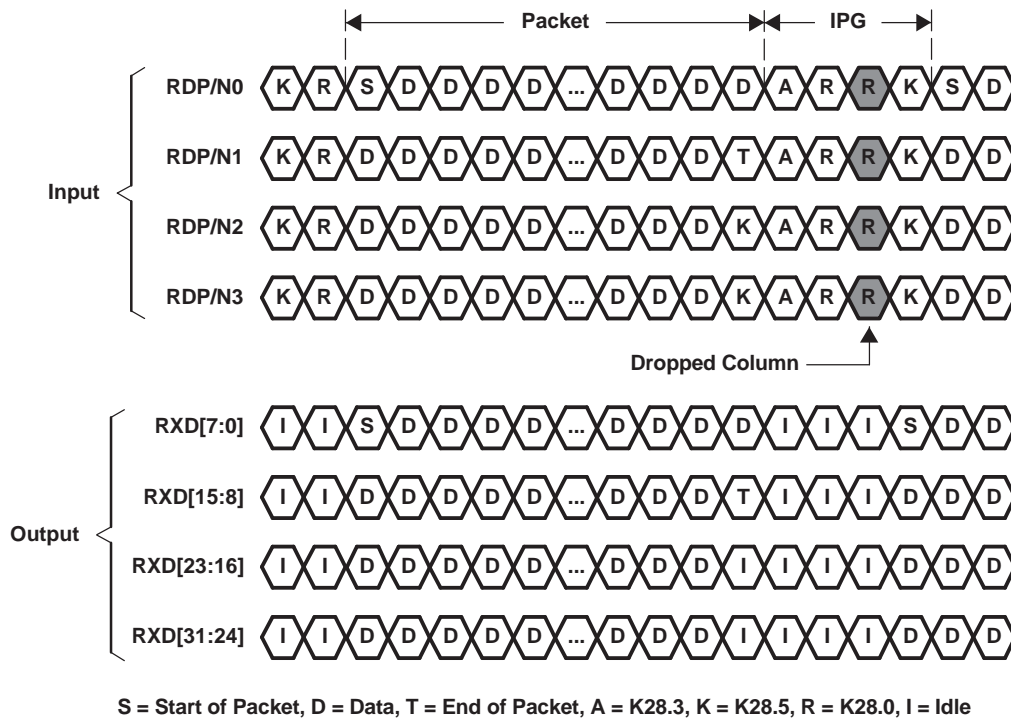 Packet IPG
RDP/N0 K R S D D D D ... D D D D A R R K S D
RDP/N1 K R D D D D D ... D D D T A R R K D D
Input
RDP/N2 K R D D D D D ... D D D K A R R K D D
RDP/N3 K R D D D D D ... D D D K A R R K D D
Dropped Column
RXD[7:0] I I S D D D D ... D D D D I I I S D D
RXD[15:8] I I D D D D D ... D D D T I I I D D D
Output
RXD[23:16] I I D D D D D ... D D D I I I I D D D
RXD[31:24] I I D D D D D ... D D D I I I I D D D
S = Start of Packet, D = Data, T = End of Packet, A = K28.3, K = K28.5, R = K28.0, I = Idle